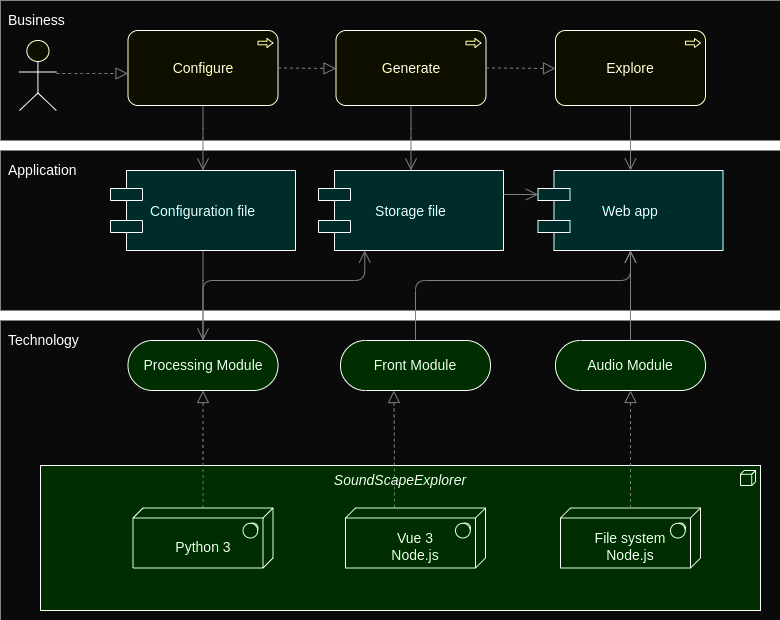 Business
Configure
Generate
Explore
Application
Configuration file
Storage file
Web app
Technology
Processing Module
Front Module
Audio Module
SoundScapeExplorer
Python 3
Vue 3
Node.js
File system
Node.js